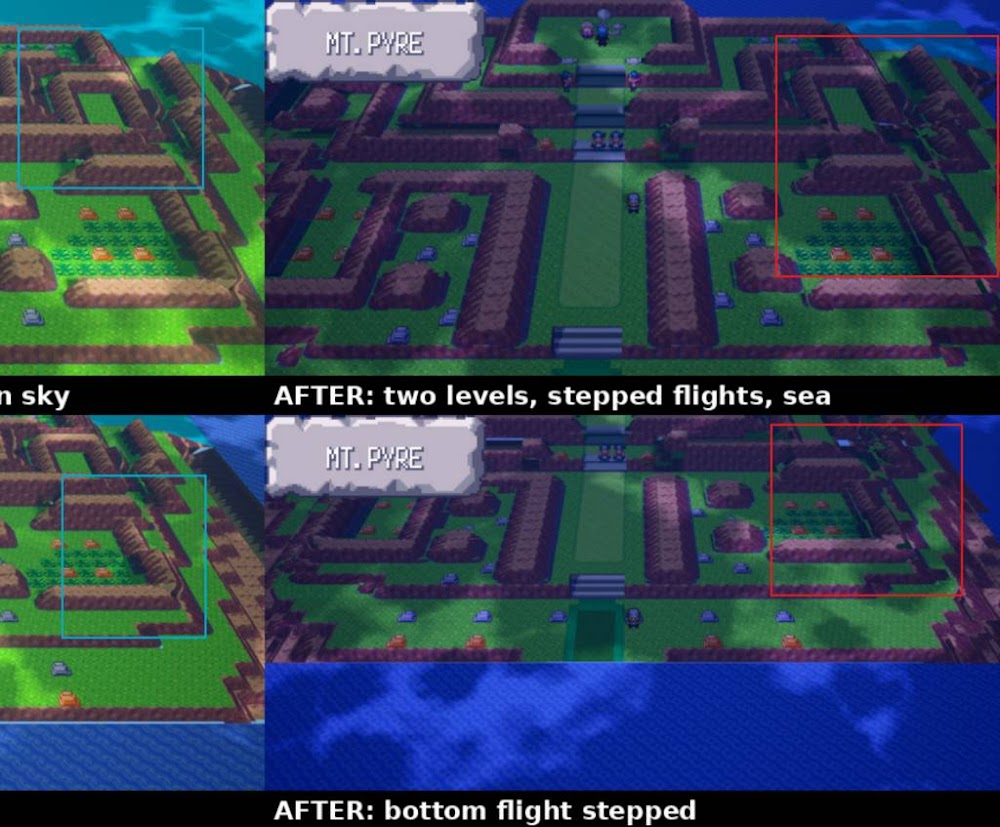 MT. PYRE
n sky
AFTER: two levels, stepped flights, sea
MT. PYRE
AFTER: bottom flight stepped